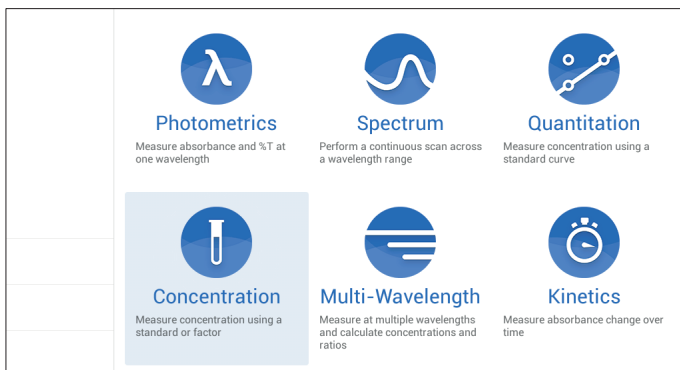 λ
Photometrics
Measure absorbance and %T at
one wavelength
Spectrum
Perform a continuous scan across
a wavelength range
Quantitation
Measure concentration using a
standard curve
Concentration
Measure concentration using a
standard or factor
Multi-Wavelength
Measure at multiple wavelengths
and calculate concentrations and
ratios
Kinetics
Measure absorbance change over
time